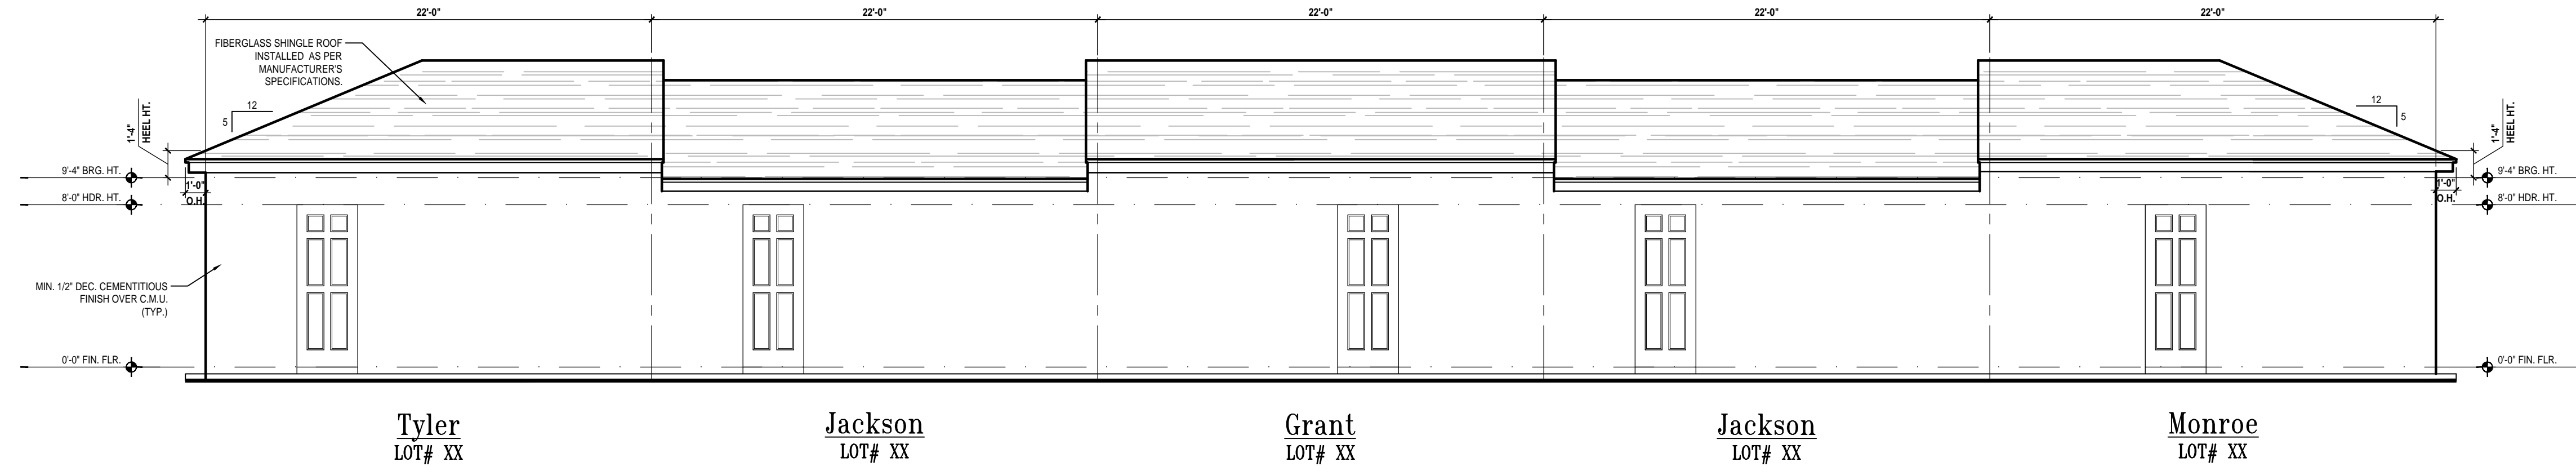 22'-0"
22'-0"
22'-0"
22'-0"
22'-0"
FIBERGLASS SHINGLE ROOF
INSTALLED AS PER
MANUFACTURER'S
SPECIFICATIONS.
12
5
1'-4"
HEEL HT.
9'-4" BRG. HT.
1'-0"
O.H.
8'-0" HDR. HT.
MIN. 1/2" DEC. CEMENTITIOUS
FINISH OVER C.M.U.
(TYP.)
0'-0" FIN. FLR.
12
5
1'-4"
HEEL HT.
9'-4" BRG. HT.
1'-0"
O.H.
8'-0" HDR. HT.
0'-0" FIN. FLR.
Tyler
LOT# XX
Jackson
LOT# XX
Grant
LOT# XX
Jackson
LOT# XX
Monroe
LOT# XX